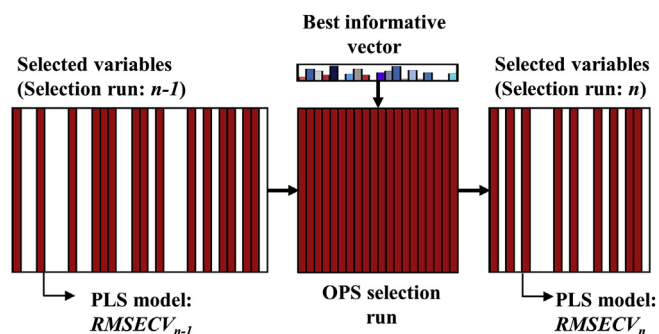 Best informative
vector
Selected variables
(Selection run: n-1)
Selected variables
(Selection run: n)
OPS selection
run
PLS model:
RMSECVn-1
PLS model:
RMSECVn